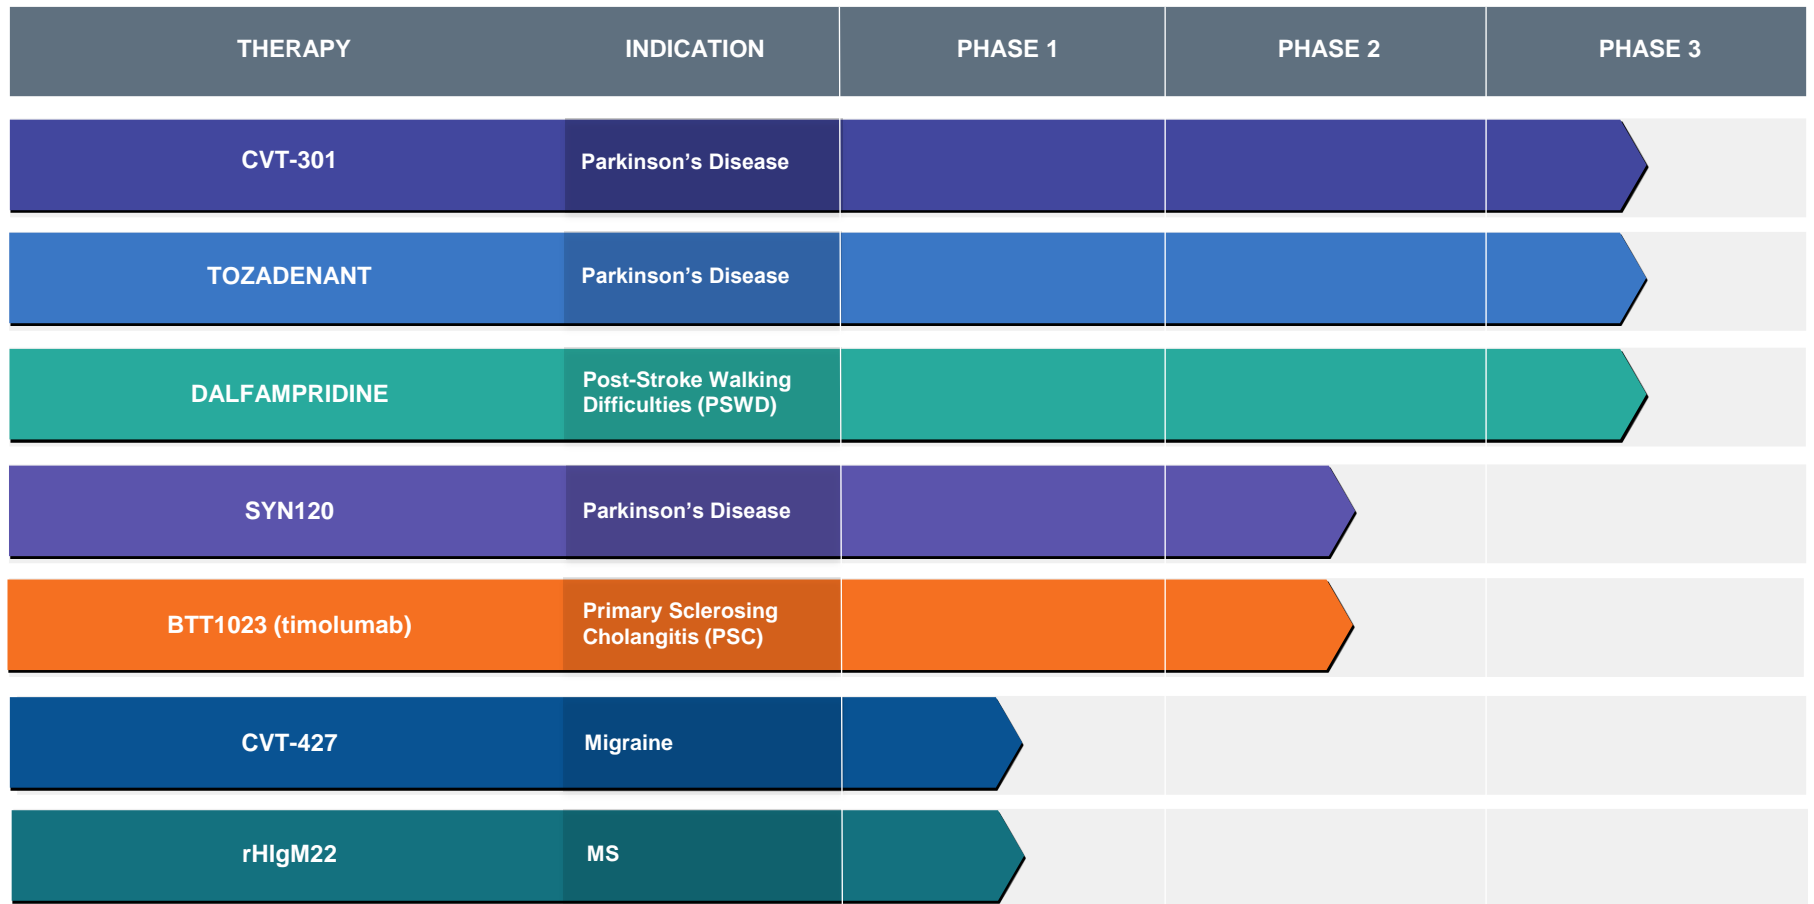 THERAPY INDICATION PHASE 1 PHASE 2 PHASE 3
CVT-301 Parkinson’s Disease
TOZADENANT Parkinson’s Disease
DALFAMPRIDINE Post-Stroke Walking
Difficulties (PSWD)
SYN120 Parkinson’s Disease
BTT1023 (timolumab) Primary Sclerosing
Cholangitis (PSC)
CVT-427 Migraine
rHIgM22 MS